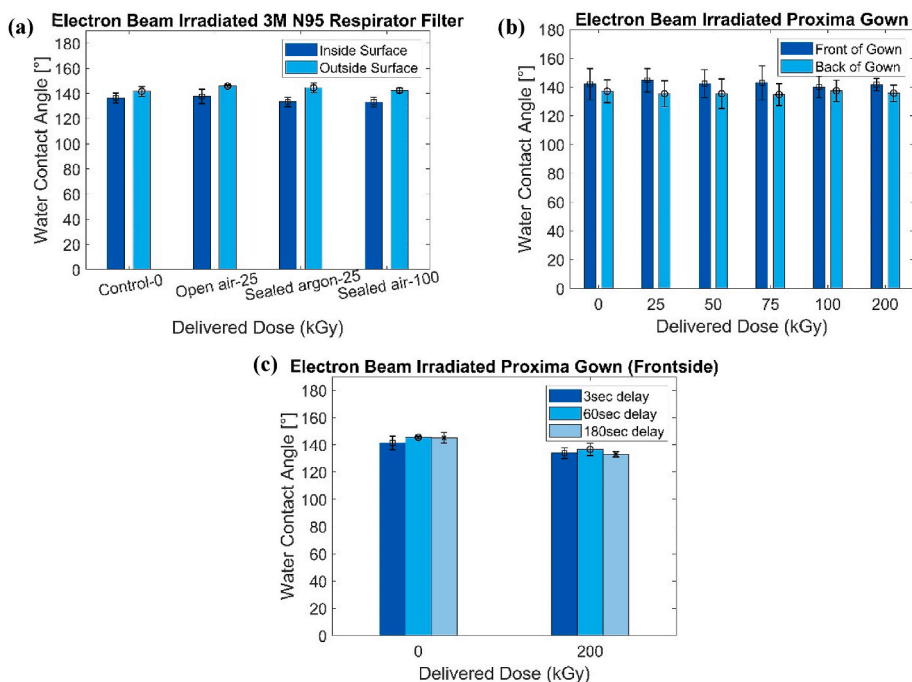 (a)
Electron Beam Irradiated 3M N95 Respirator Filter
Inside Surface
Outside Surface
Water Contact Angle [°]
180
160
140
120
100
80
60
40
20
0
Control-0
Open air-25
Sealed argon-25
Sealed air-100
Delivered Dose (kGy)
(b)
Electron Beam Irradiated Proxima Gown
Front of Gown
Back of Gown
Water Contact Angle [°]
180
160
140
120
100
80
60
40
20
0
0 25 50 75 100 200
Delivered Dose (kGy)
(c)
Electron Beam Irradiated Proxima Gown (Frontside)
3sec delay
60sec delay
180sec delay
Water Contact Angle [°]
180
160
140
120
100
80
60
40
20
0
0 200
Delivered Dose (kGy)